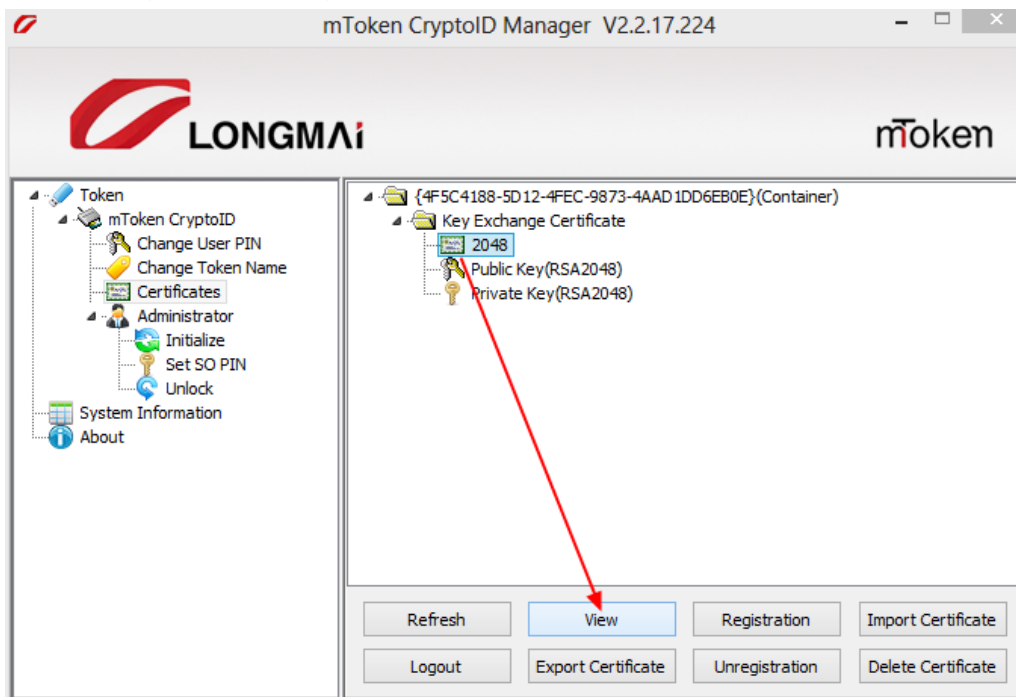 mToken CryptoID Manager V2.2.17.224
LONGMAi
mToken
Token
mToken CryptoID
Change User PIN
Change Token Name
Certificates
Administrator
Initialize
Set SO PIN
Unlock
System Information
About
{4F5C4188-5D12-4FEC-9873-4AAD1DD6EB0E}(Container)
Key Exchange Certificate
2048
Public Key(RSA2048)
Private Key(RSA2048)
Refresh View Registration Import Certificate
Logout Export Certificate Unregistration Delete Certificate